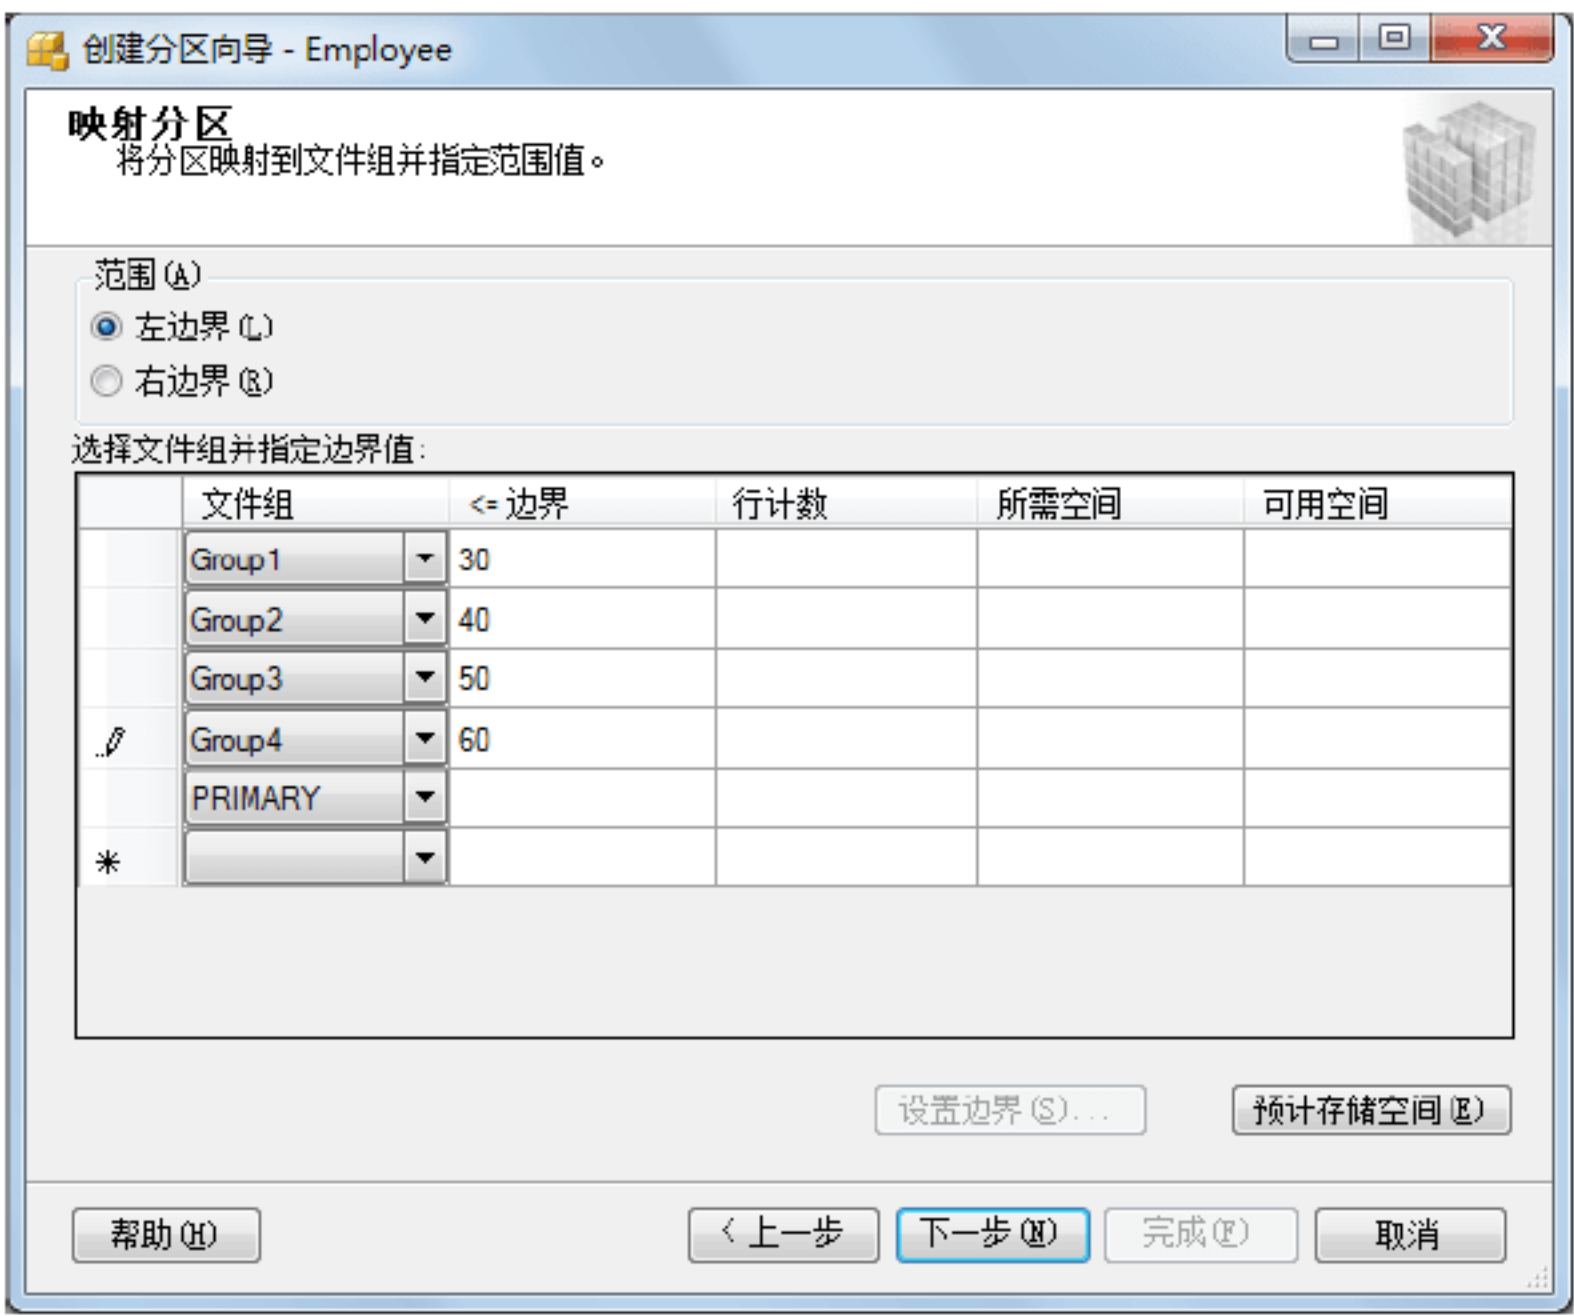 创建分区向导 - Employee
映射分区
将分区映射到文件组并指定范围值。
范围(A)
左边界(L)
右边界(R)
选择文件组并指定边界值:
文件组 <= 边界 行计数 所需空间 可用空间
Group1 30
Group2 40
Group3 50
Group4 60
PRIMARY
设置边界(S)... 预计存储空间(E)
帮助(H) < 上一步 下一步(N) 完成(F) 取消